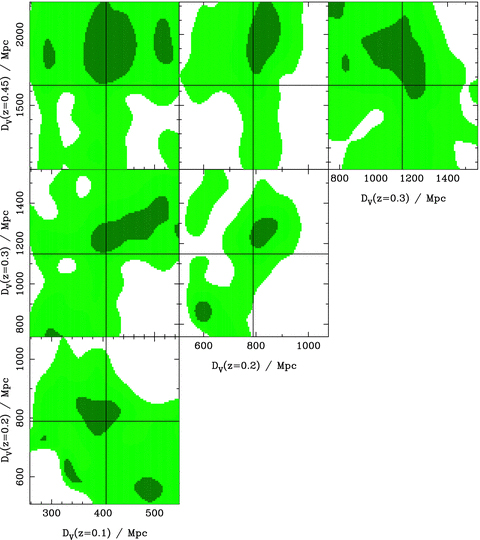 D_V(z=0.45) / Mpc
2000
1500
800 1000 1200 1400
D_V(z=0.3) / Mpc
D_V(z=0.3) / Mpc
1400
1200
1000
800
600 800 1000
D_V(z=0.2) / Mpc
D_V(z=0.2) / Mpc
1000
800
600
300 400 500
D_V(z=0.1) / Mpc